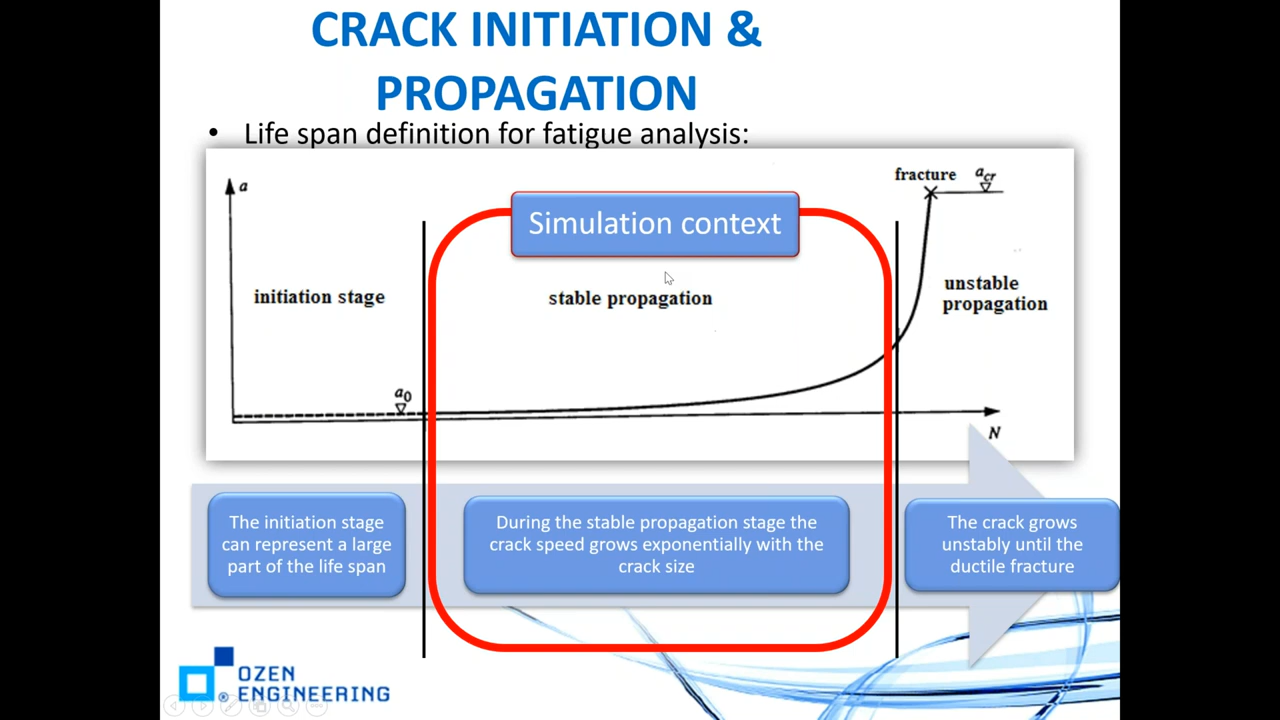 CRACK INITIATION &
PROPAGATION
• Life span definition for fatigue analysis:
a
fracture
acr
Simulation context
initiation stage
stable propagation
unstable
propagation
a0
N
The initiation stage
can represent a large
part of the life span
During the stable propagation stage the
crack speed grows exponentially with the
crack size
The crack grows
unstably until the
ductile fracture
OZEN
ENGINEERING